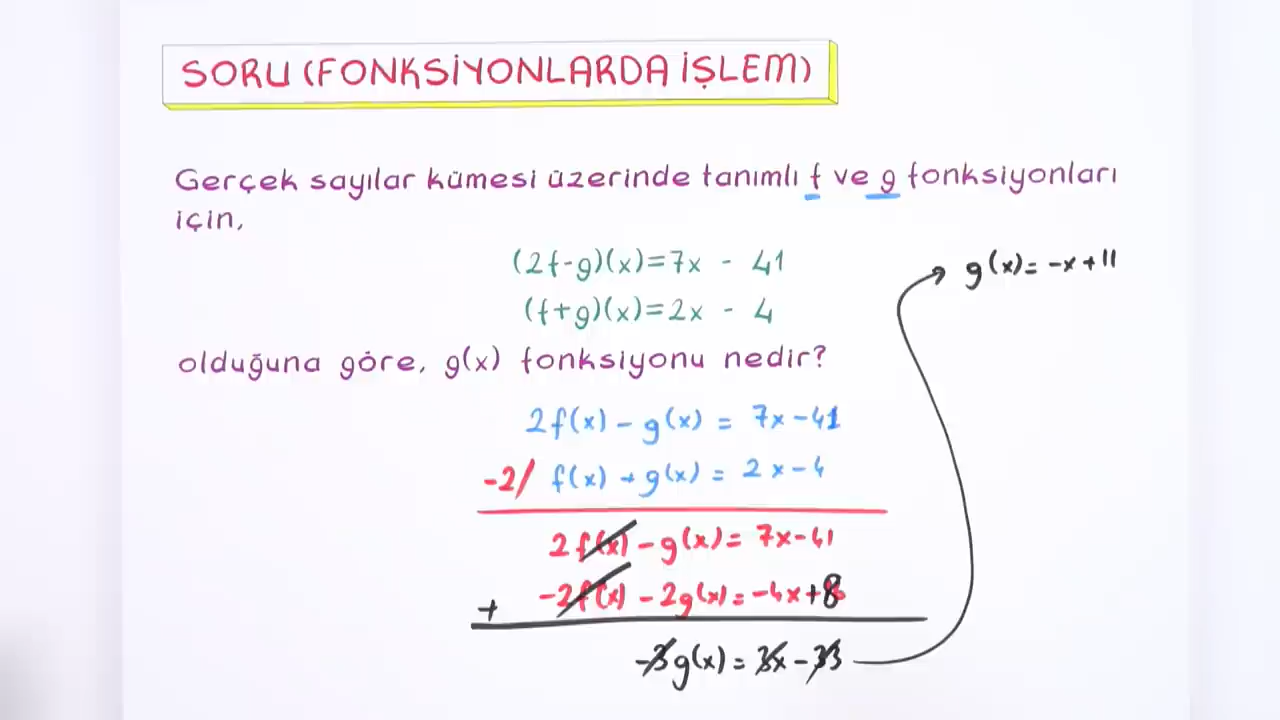 SORU (FONKSİYONLARDA İŞLEM)
Gerçek sayılar kümesi üzerinde tanımlı f ve g fonksiyonları
için,
(2f-g)(x)=7x - 41
(f+g)(x)=2x - 4
g(x)= -x+11
olduğuna göre, g(x) fonksiyonu nedir?
2f(x) - g(x) = 7x-41
-2/ f(x) + g(x) = 2x-4
2f(x) - g(x) = 7x-41
+ -2f(x) - 2g(x) = -4x+8
-3g(x) = 3x-33